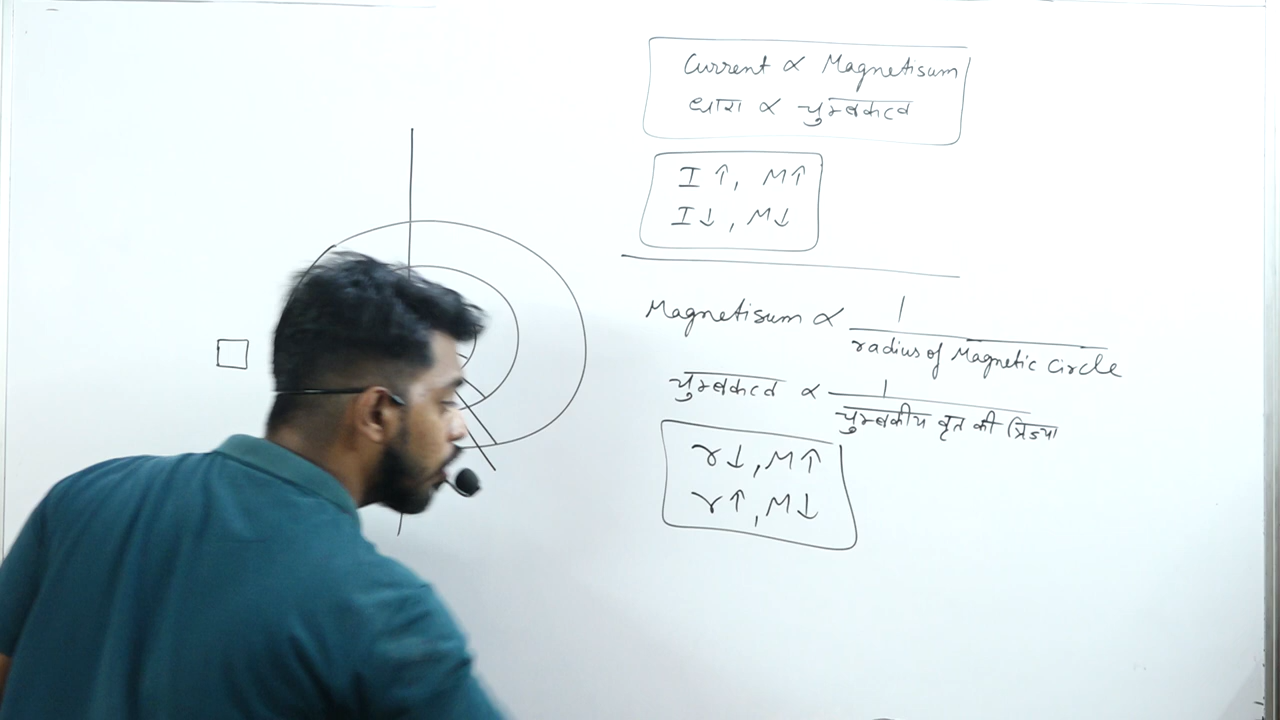 Current ∝ Magnetisum
धारा ∝ चुम्बकत्व
I ↑, M↑
I↓, M↓
Magnetisum ∝ 1
radius of Magnetic circle
चुम्बकत्व ∝ 1
चुम्बकीय वृत की त्रिज्या
r↓, M↑
r↑, M↓